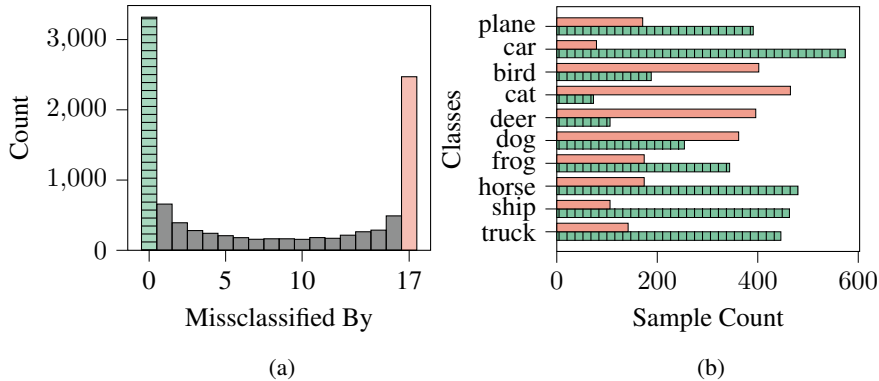 3,000
2,000
1,000
0
Count
0 5 10 17
Missclassified By
(a)
Classes
plane
car
bird
cat
deer
dog
frog
horse
ship
truck
0 200 400 600
Sample Count
(b)